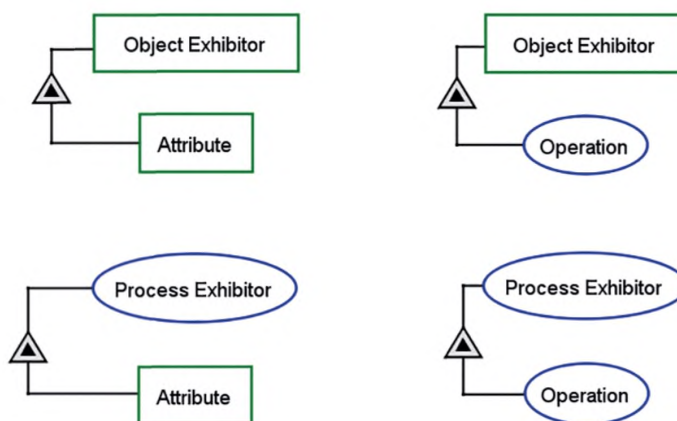 Object Exhibitor
Object Exhibitor
Attribute
Operation
Process Exhibitor
Process Exhibitor
Attribute
Operation